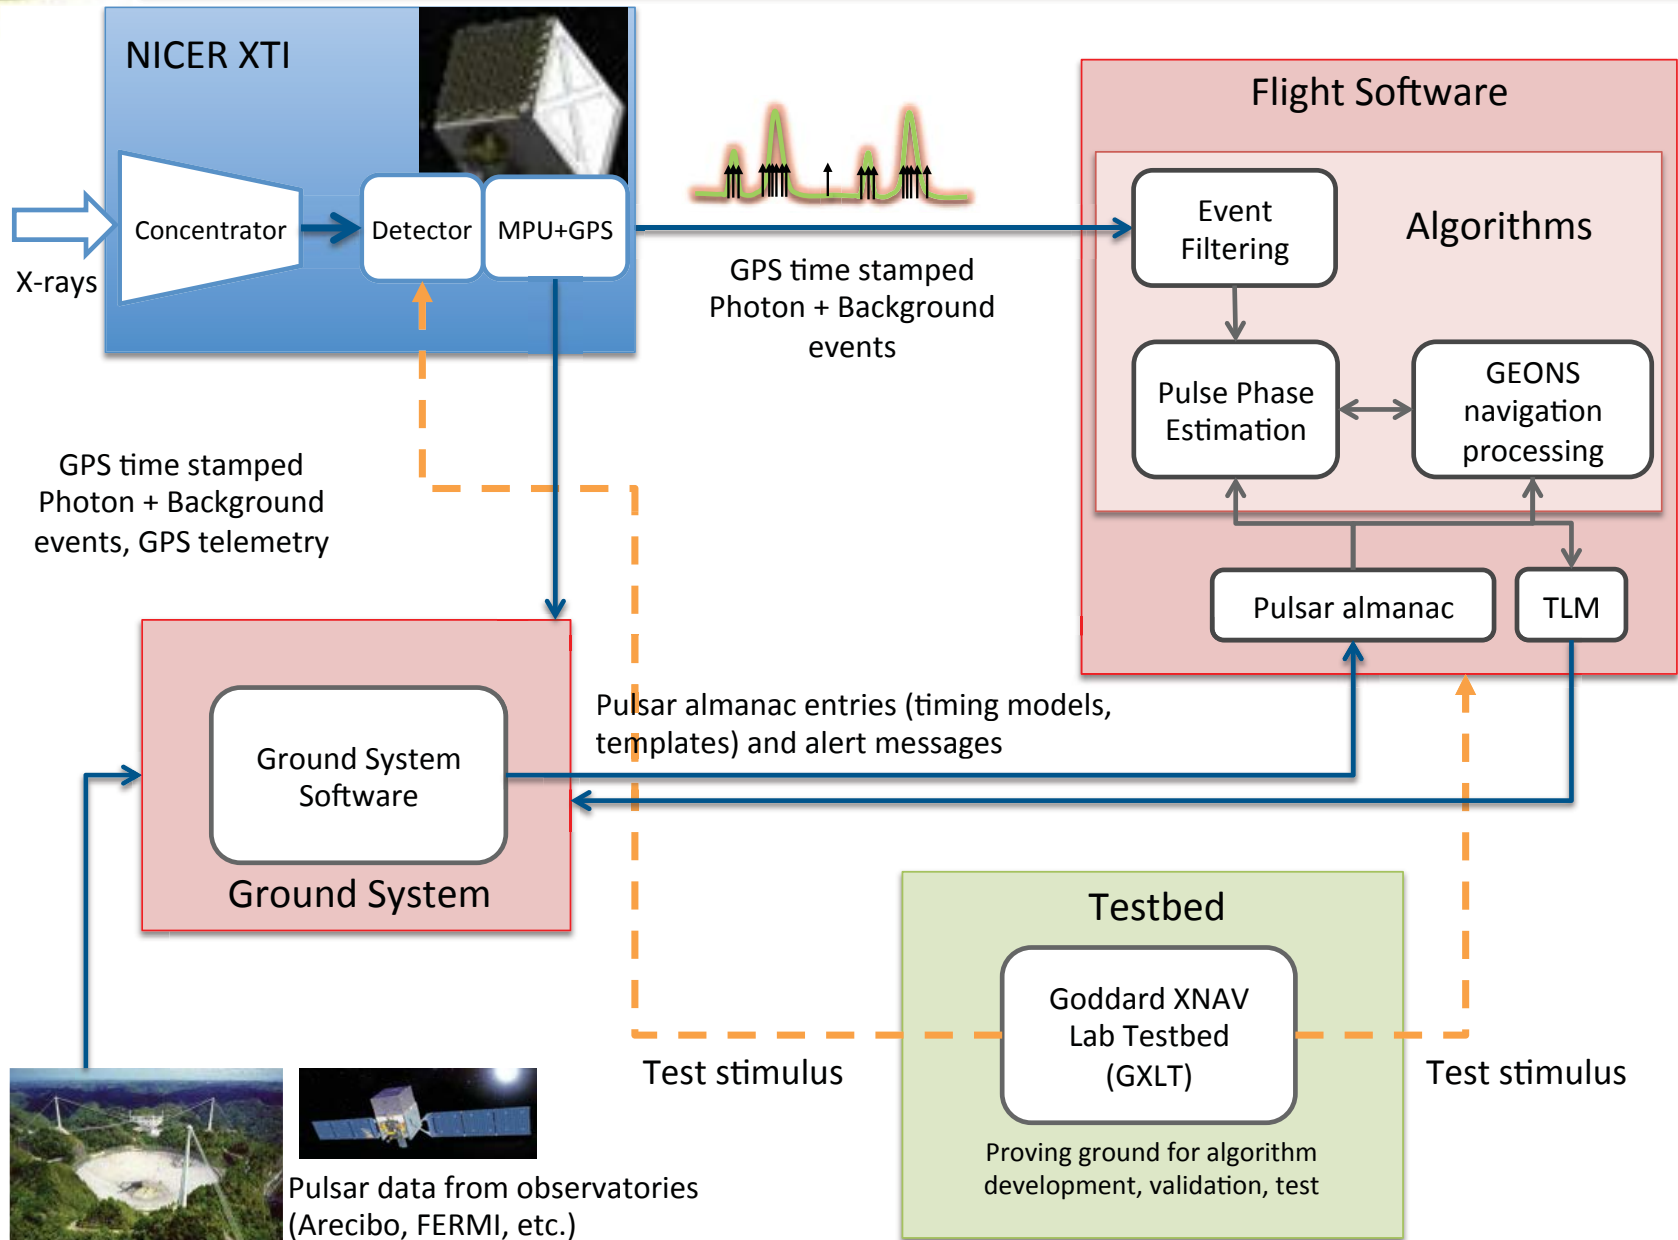 NICER XTI
X-rays
Concentrator
Detector
MPU+GPS
GPS time stamped
Photon + Background
events
Flight Software
Algorithms
Event
Filtering
Pulse Phase
Estimation
GEONS
navigation
processing
Pulsar almanac
TLM
GPS time stamped
Photon + Background
events, GPS telemetry
Ground System
Software
Ground System
Pulsar almanac entries (timing models,
templates) and alert messages
Testbed
Goddard XNAV
Lab Testbed
(GXLT)
Proving ground for algorithm
development, validation, test
Test stimulus
Test stimulus
Pulsar data from observatories
(Arecibo, FERMI, etc.)